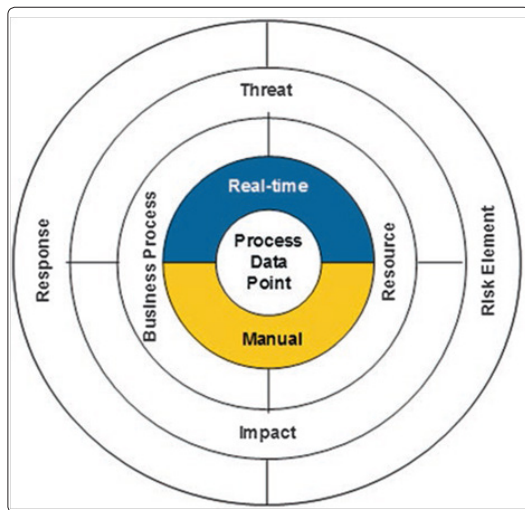 Threat
Real-time
Response
Business Process
Process
Data
Point
Resource
Risk Element
Manual
Impact